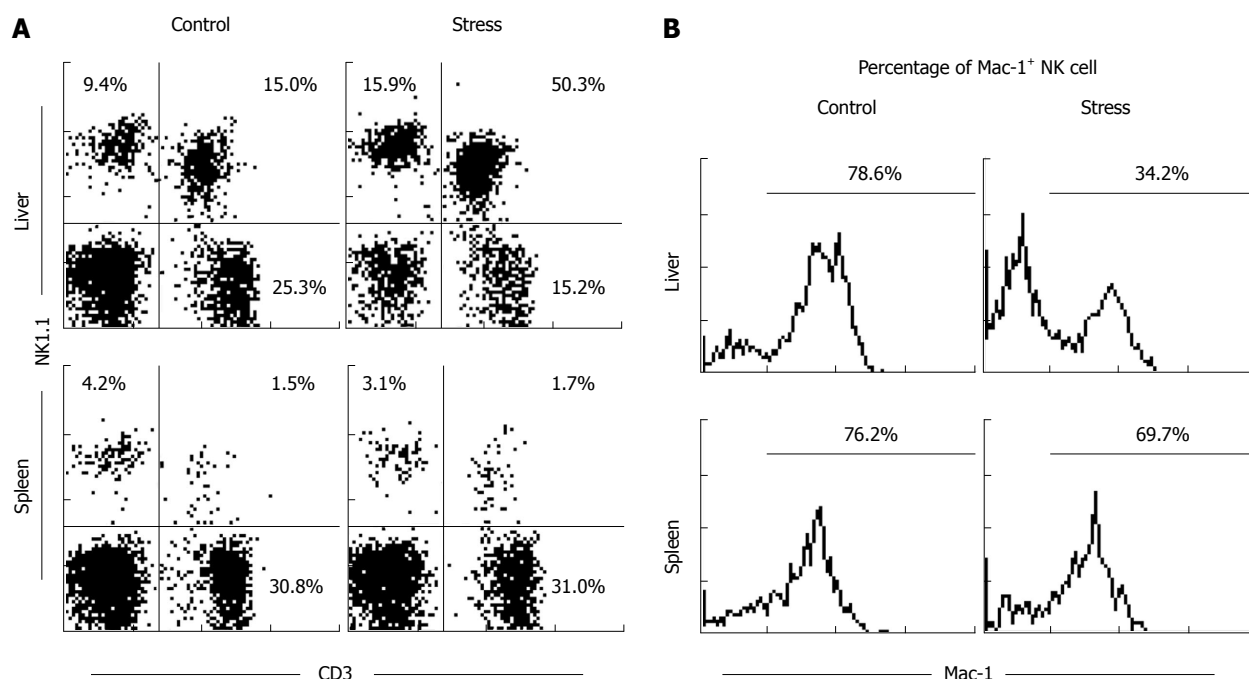 A
Control
Stress
9.4%
15.0%
15.9%
50.3%
Liver
25.3%
15.2%
NK1.1
4.2%
1.5%
3.1%
1.7%
Spleen
30.8%
31.0%
CD3
B
Percentage of Mac-1⁺ NK cell
Control
Stress
78.6%
34.2%
Liver
76.2%
69.7%
Spleen
Mac-1